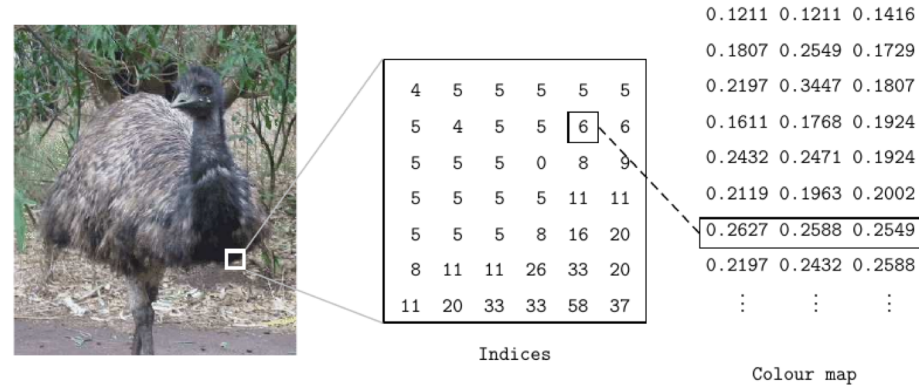 4 5 5 5 5 5
5 4 5 5 6 6
5 5 5 0 8 9
5 5 5 5 11 11
5 5 5 8 16 20
8 11 11 26 33 20
11 20 33 33 58 37
Indices
0.1211 0.1211 0.1416
0.1807 0.2549 0.1729
0.2197 0.3447 0.1807
0.1611 0.1768 0.1924
0.2432 0.2471 0.1924
0.2119 0.1963 0.2002
0.2627 0.2588 0.2549
0.2197 0.2432 0.2588
⋮ ⋮ ⋮
Colour map